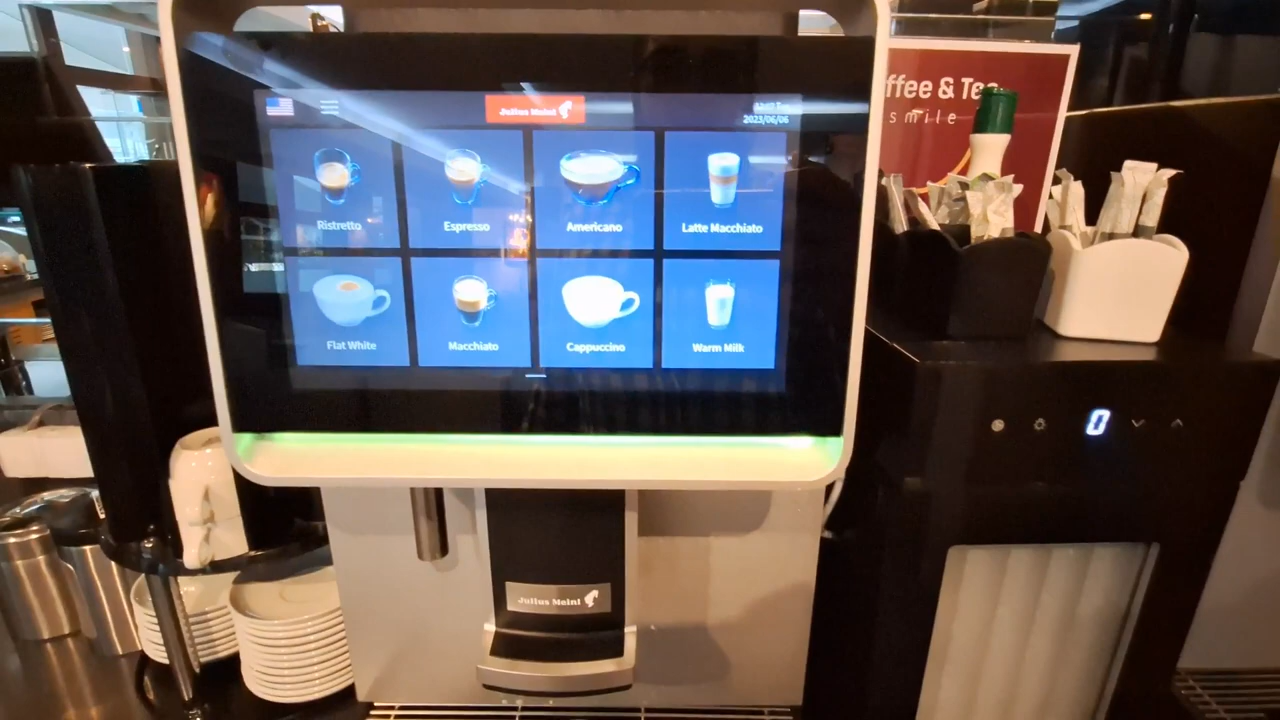 Julius Meinl
2023/06/06
ffee & Tea
smile
Ristretto
Espresso
Americano
Latte Macchiato
Flat White
Macchiato
Cappuccino
Warm Milk
0
Julius Meinl